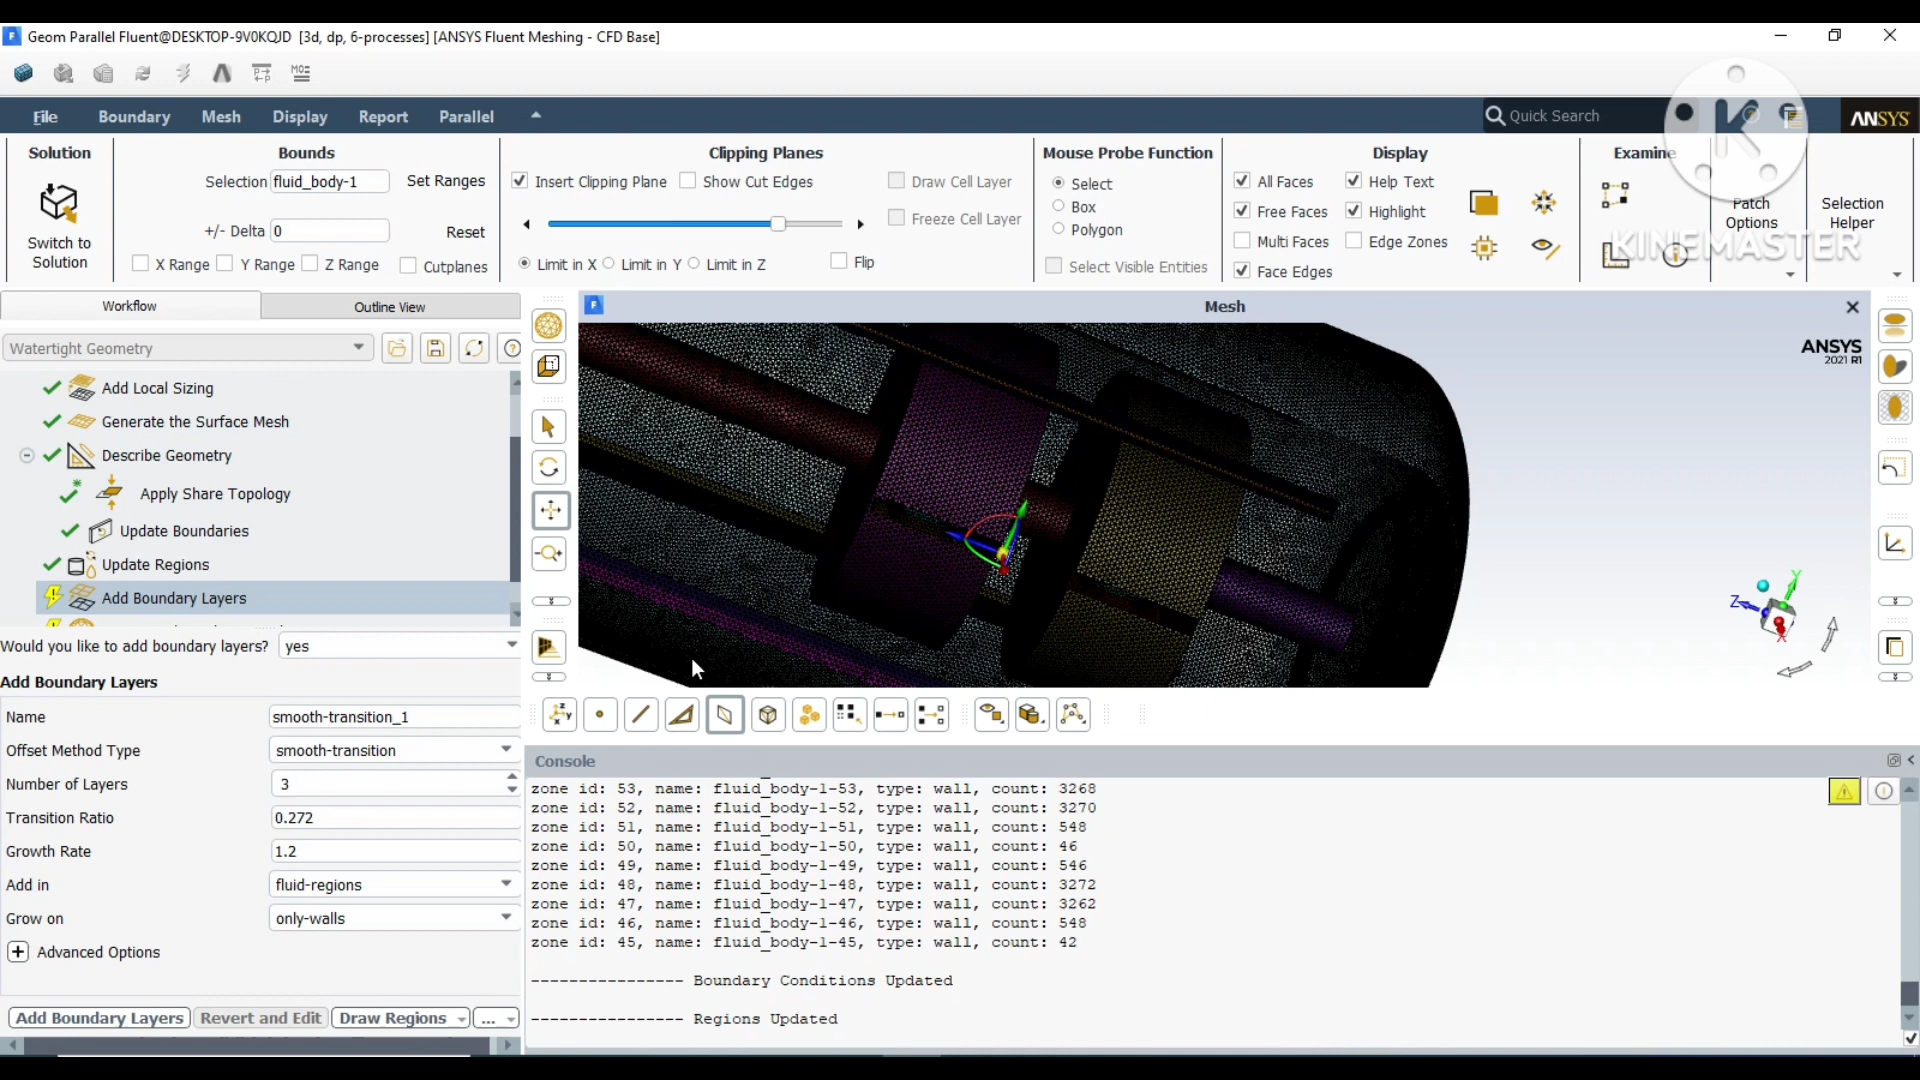 Geom Parallel Fluent@DESKTOP-9V0KQJD [3d, dp, 6-processes] [ANSYS Fluent Meshing - CFD Base]
File Boundary Mesh Display Report Parallel Quick Search ANSYS
Solution Bounds Clipping Planes Mouse Probe Function Display Examine
Selection fluid_body-1 Set Ranges Insert Clipping Plane Show Cut Edges Draw Cell Layer Select All Faces Help Text
Switch to Solution
+/- Delta 0 Reset Freeze Cell Layer Box Free Faces Highlight Patch Options Selection Helper
Polygon Multi Faces Edge Zones KINEMASTER
X Range Y Range Z Range Cutplanes Limit in X Limit in Y Limit in Z Flip Select Visible Entities Face Edges
Workflow Outline View Mesh
Watertight Geometry
ANSYS
2021 R1
Add Local Sizing
Generate the Surface Mesh
Describe Geometry
Apply Share Topology
Update Boundaries
Update Regions
Add Boundary Layers
Z Y X
Would you like to add boundary layers? yes
Add Boundary Layers
Name smooth-transition_1
Offset Method Type smooth-transition
Number of Layers 3
Transition Ratio 0.272
Growth Rate 1.2
Add in fluid-regions
Grow on only-walls
Advanced Options
Add Boundary Layers Revert and Edit Draw Regions ...
Console
zone id: 53, name: fluid_body-1-53, type: wall, count: 3268
zone id: 52, name: fluid_body-1-52, type: wall, count: 3270
zone id: 51, name: fluid_body-1-51, type: wall, count: 548
zone id: 50, name: fluid_body-1-50, type: wall, count: 46
zone id: 49, name: fluid_body-1-49, type: wall, count: 546
zone id: 48, name: fluid_body-1-48, type: wall, count: 3272
zone id: 47, name: fluid_body-1-47, type: wall, count: 3262
zone id: 46, name: fluid_body-1-46, type: wall, count: 548
zone id: 45, name: fluid_body-1-45, type: wall, count: 42
---------------- Boundary Conditions Updated
---------------- Regions Updated